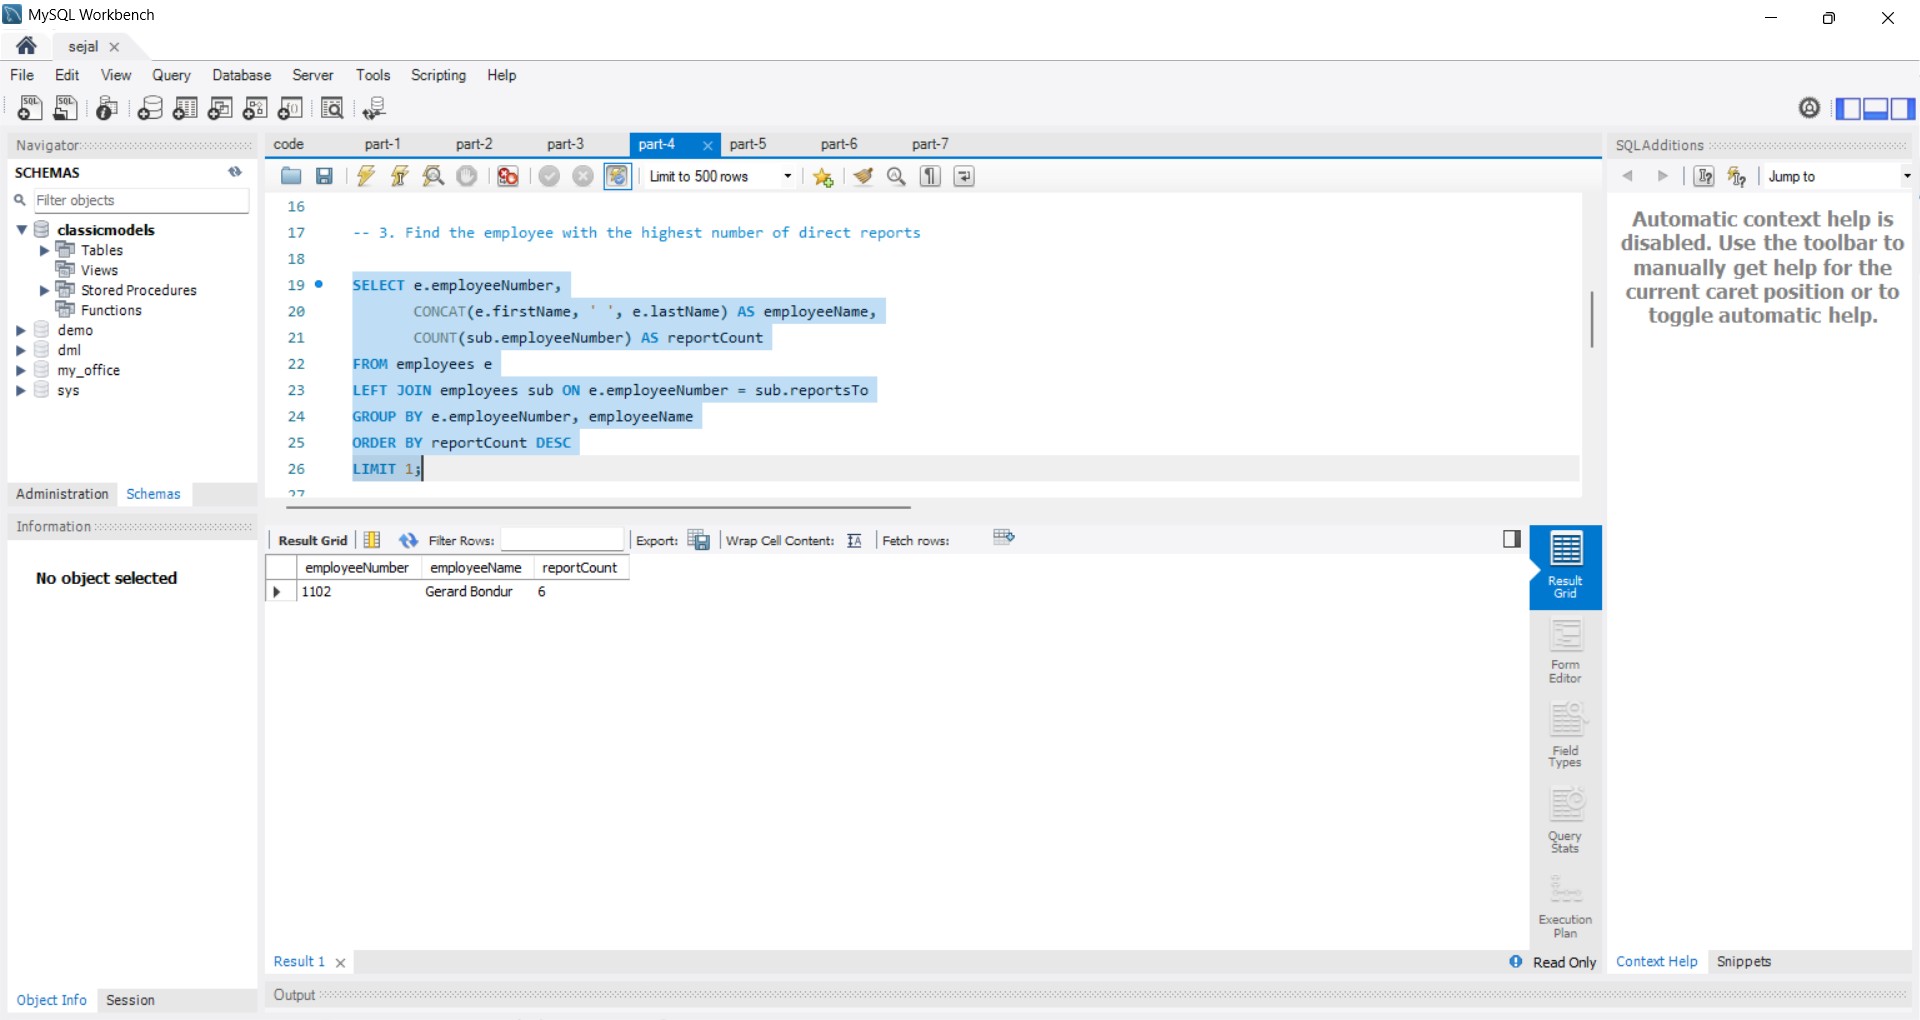 MySQL Workbench
sejal
File Edit View Query Database Server Tools Scripting Help
Navigator
SCHEMAS
Filter objects
classicmodels
Tables
Views
Stored Procedures
Functions
demo
dml
my_office
sys
Administration Schemas
Information
No object selected
Object Info Session
code part-1 part-2 part-3 part-4 part-5 part-6 part-7
Limit to 500 rows
16
17 -- 3. Find the employee with the highest number of direct reports
18
19 SELECT e.employeeNumber,
20 CONCAT(e.firstName, ' ', e.lastName) AS employeeName,
21 COUNT(sub.employeeNumber) AS reportCount
22 FROM employees e
23 LEFT JOIN employees sub ON e.employeeNumber = sub.reportsTo
24 GROUP BY e.employeeNumber, employeeName
25 ORDER BY reportCount DESC
26 LIMIT 1;
27
Result Grid Filter Rows: Export: Wrap Cell Content: Fetch rows:
employeeNumber employeeName reportCount
1102 Gerard Bondur 6
Result
Grid
Form
Editor
Field
Types
Query
Stats
Execution
Plan
Result 1 Read Only
Output
SQLAdditions
Jump to
Automatic context help is
disabled. Use the toolbar to
manually get help for the
current caret position or to
toggle automatic help.
Context Help Snippets